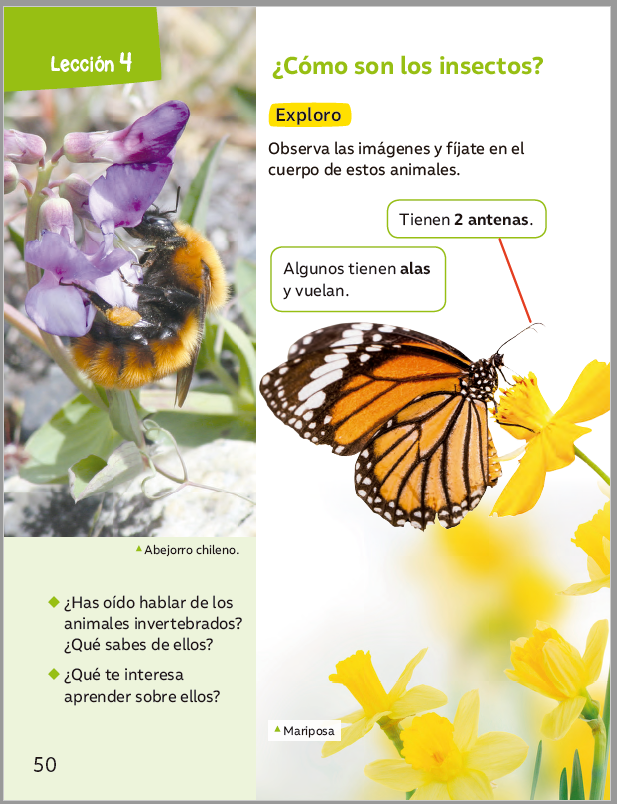 Lección 4
¿Cómo son los insectos?
Exploro
Observa las imágenes y fíjate en el
cuerpo de estos animales.
Tienen 2 antenas.
Algunos tienen alas
y vuelan.
▲ Abejorro chileno.
◆ ¿Has oído hablar de los
animales invertebrados?
¿Qué sabes de ellos?
◆ ¿Qué te interesa
aprender sobre ellos?
▲ Mariposa
50